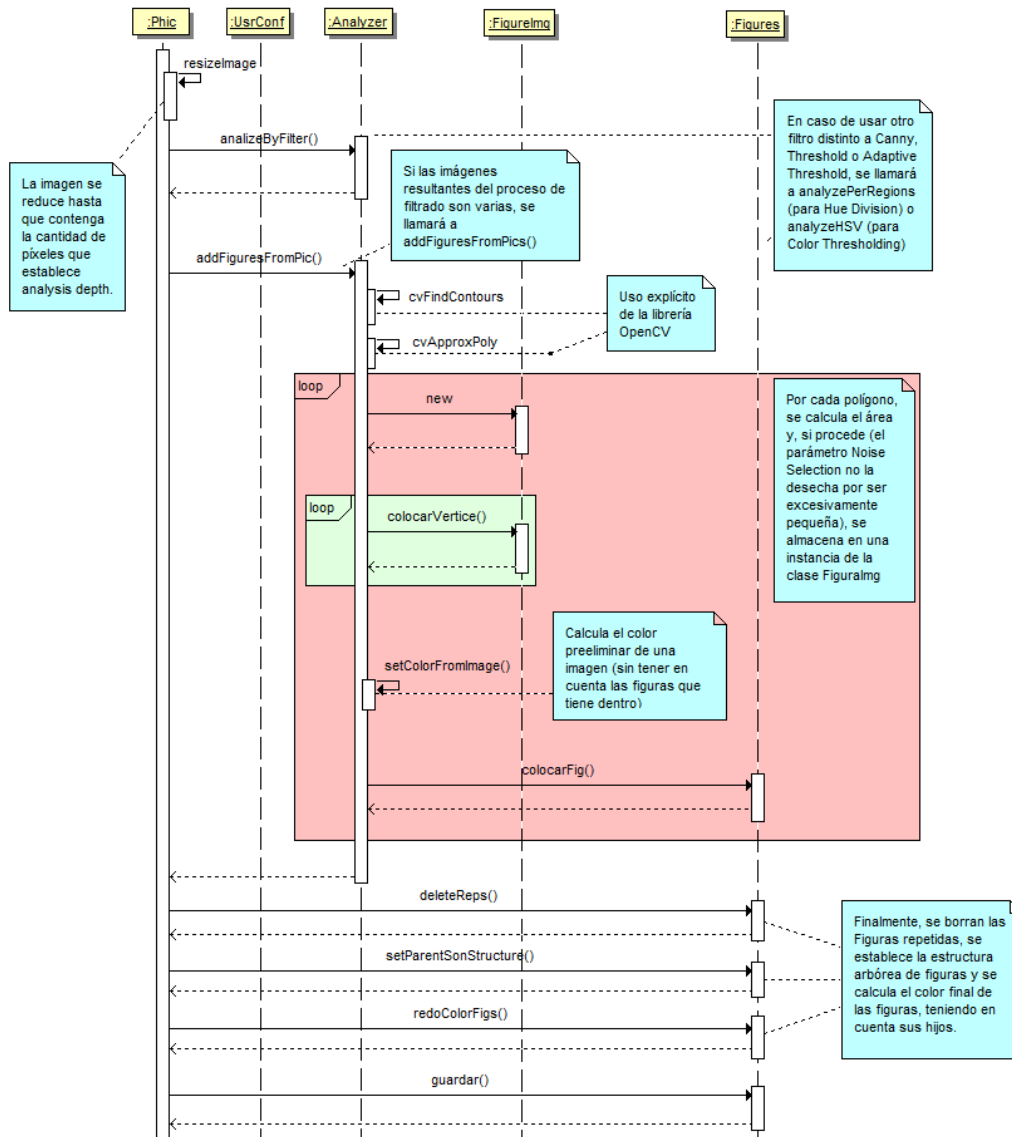 :Phic
:UsrConf
:Analyzer
:FigureImg
:Figures
resizeImage
analizeByFilter()
En caso de usar otro
filtro distinto a Canny,
Threshold o Adaptive
Threshold, se llamará
a analyzePerRegions
(para Hue Division) o
analyzeHSV (para
Color Thresholding)
La imagen se
reduce hasta
que contenga
la cantidad de
píxeles que
establece
analysis depth.
Si las imágenes
resultantes del proceso de
filtrado son varias, se
llamará a
addFiguresFromPics()
addFiguresFromPic()
cvFindContours
Uso explícito
de la librería
OpenCV
cvApproxPoly
loop
new
Por cada polígono,
se calcula el área
y, si procede (el
parámetro Noise
Selection no la
desecha por ser
excesivamente
pequeña), se
almacena en una
instancia de la
clase FiguraImg
loop
colocarVertice()
Calcula el color
preeliminar de una
imagen (sin tener en
cuenta las figuras que
tiene dentro)
setColorFromImage()
colocarFig()
deleteReps()
Finalmente, se borran las
Figuras repetidas, se
establece la estructura
arbórea de figuras y se
calcula el color final de
las figuras, teniendo en
cuenta sus hijos.
setParentSonStructure()
redoColorFigs()
guardar()